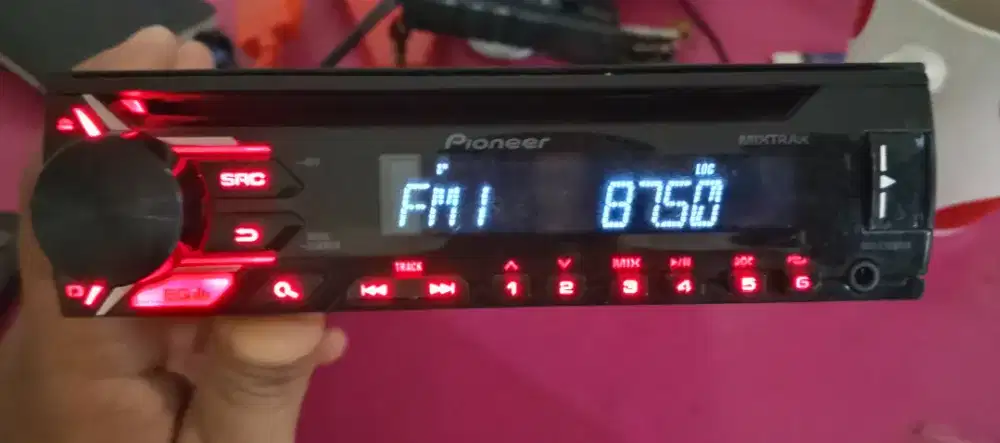 Pioneer
MIXTRAX
LOC
FM1 87.50
SRC
TRACK
MIX
1 2 3 4 5 6